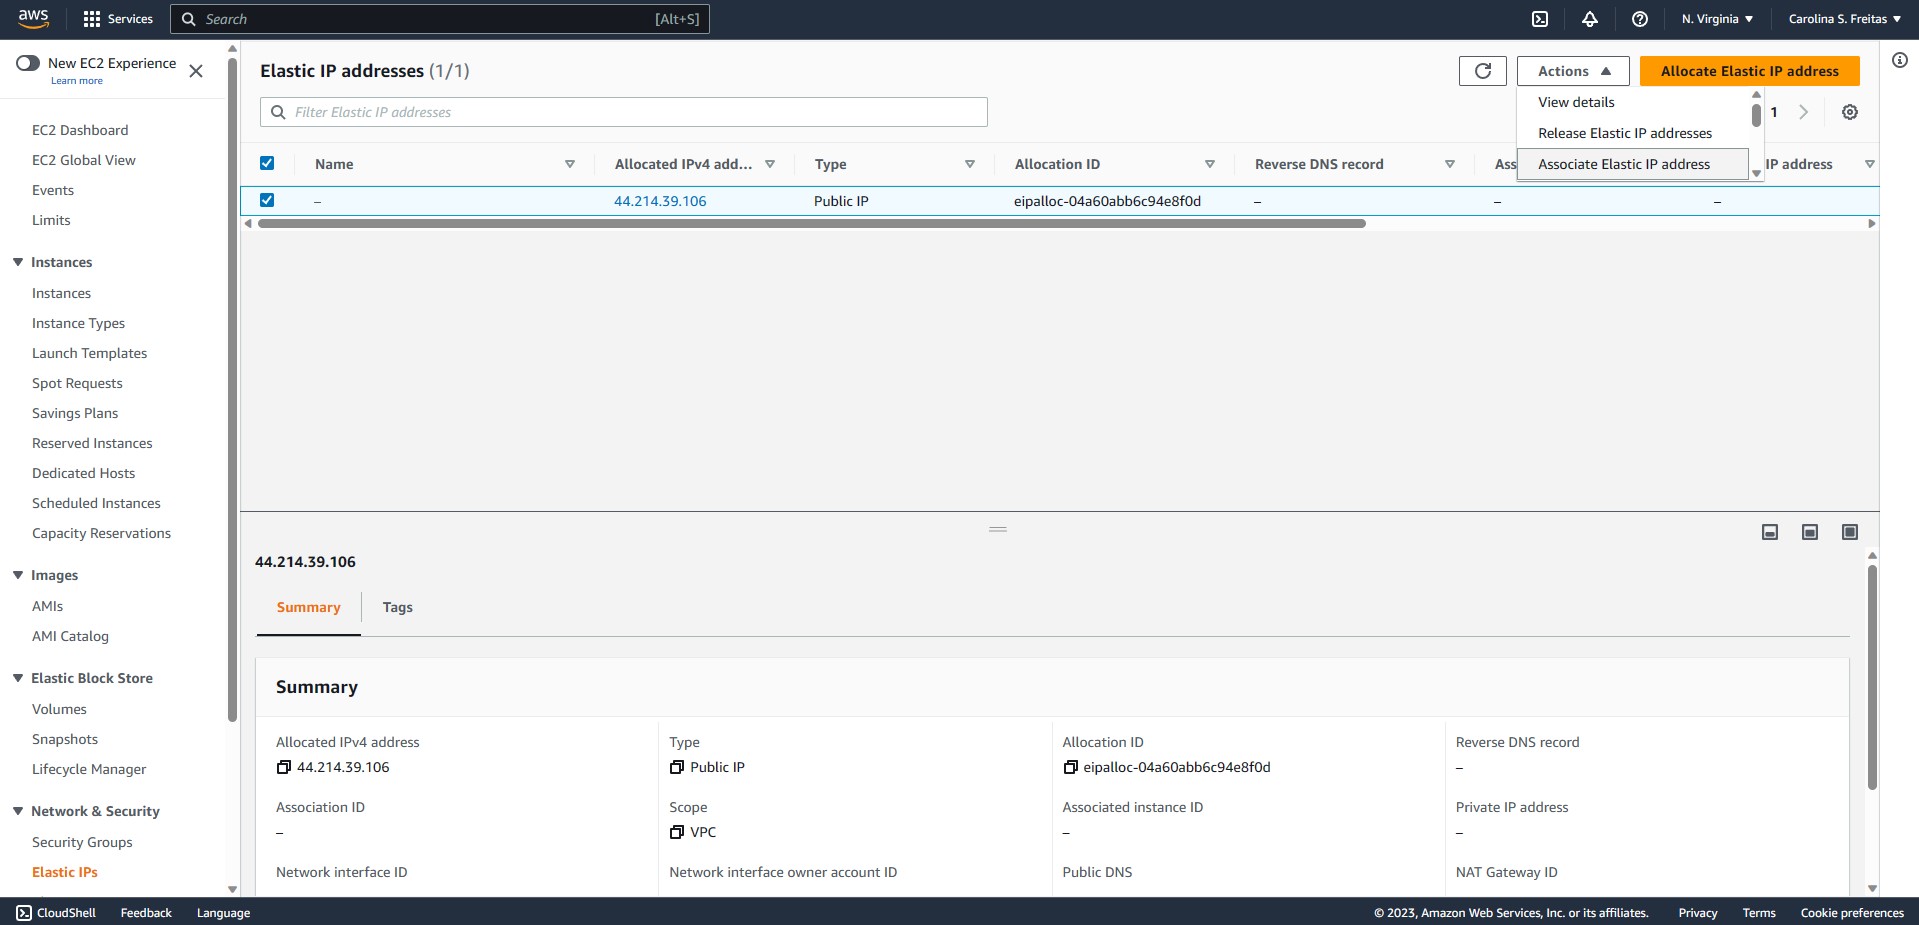 aws
Services
Search
[Alt+S]
N. Virginia
Carolina S. Freitas
New EC2 Experience
Learn more
EC2 Dashboard
EC2 Global View
Events
Limits
Instances
Instances
Instance Types
Launch Templates
Spot Requests
Savings Plans
Reserved Instances
Dedicated Hosts
Scheduled Instances
Capacity Reservations
Images
AMIs
AMI Catalog
Elastic Block Store
Volumes
Snapshots
Lifecycle Manager
Network & Security
Security Groups
Elastic IPs
Elastic IP addresses (1/1)
Actions
Allocate Elastic IP address
Filter Elastic IP addresses
View details
Release Elastic IP addresses
Associate Elastic IP address
1
Name
Allocated IPv4 add...
Type
Allocation ID
Reverse DNS record
Ass
IP address
–
44.214.39.106
Public IP
eipalloc-04a60abb6c94e8f0d
–
–
–
44.214.39.106
Summary
Tags
Summary
Allocated IPv4 address
44.214.39.106
Type
Public IP
Allocation ID
eipalloc-04a60abb6c94e8f0d
Reverse DNS record
–
Association ID
–
Scope
VPC
Associated instance ID
–
Private IP address
–
Network interface ID
Network interface owner account ID
Public DNS
NAT Gateway ID
CloudShell
Feedback
Language
© 2023, Amazon Web Services, Inc. or its affiliates.
Privacy
Terms
Cookie preferences